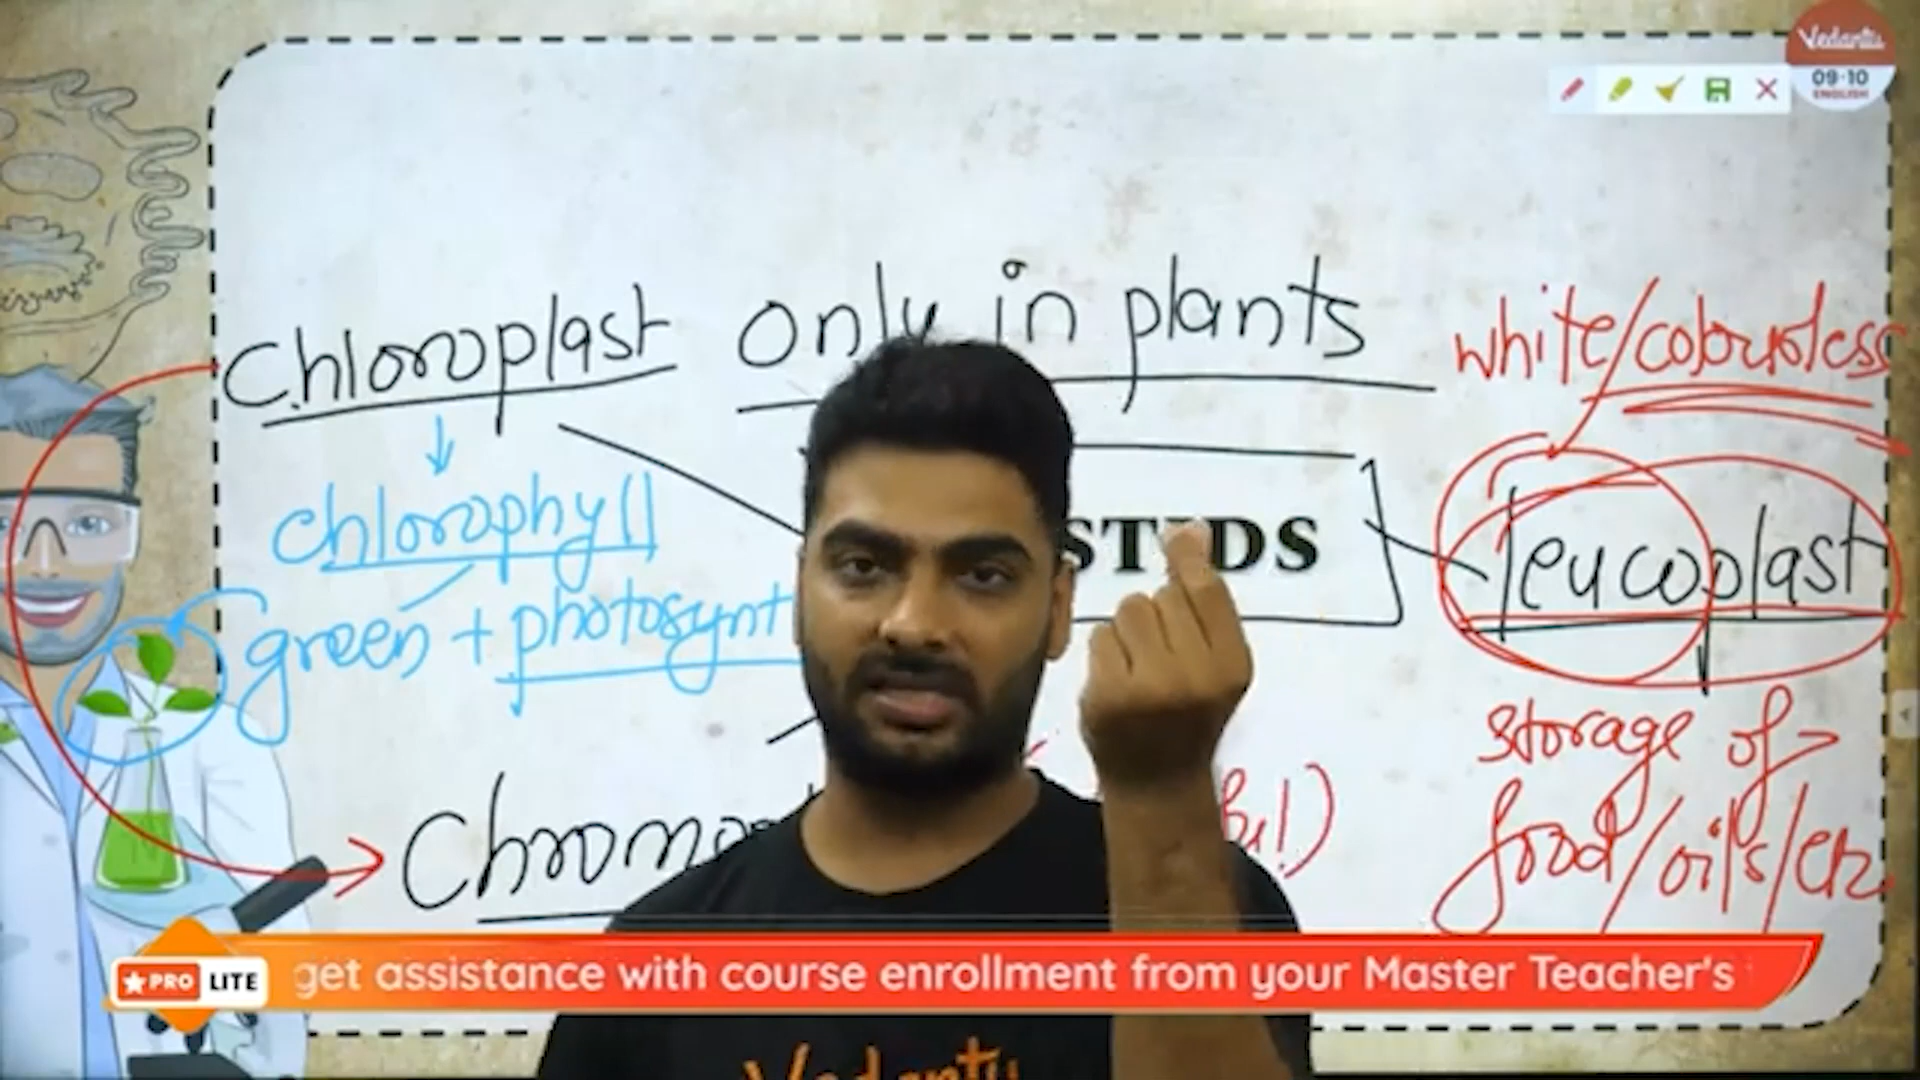 Vedantu
09-10
ENGLISH
Chloroplast
only in plants
white/colourless
chlorophyll
leucoplast
green + photosynt
storage of
food/oils/etc.
PRO LITE
get assistance with course enrollment from your Master Teacher's
Vedantu